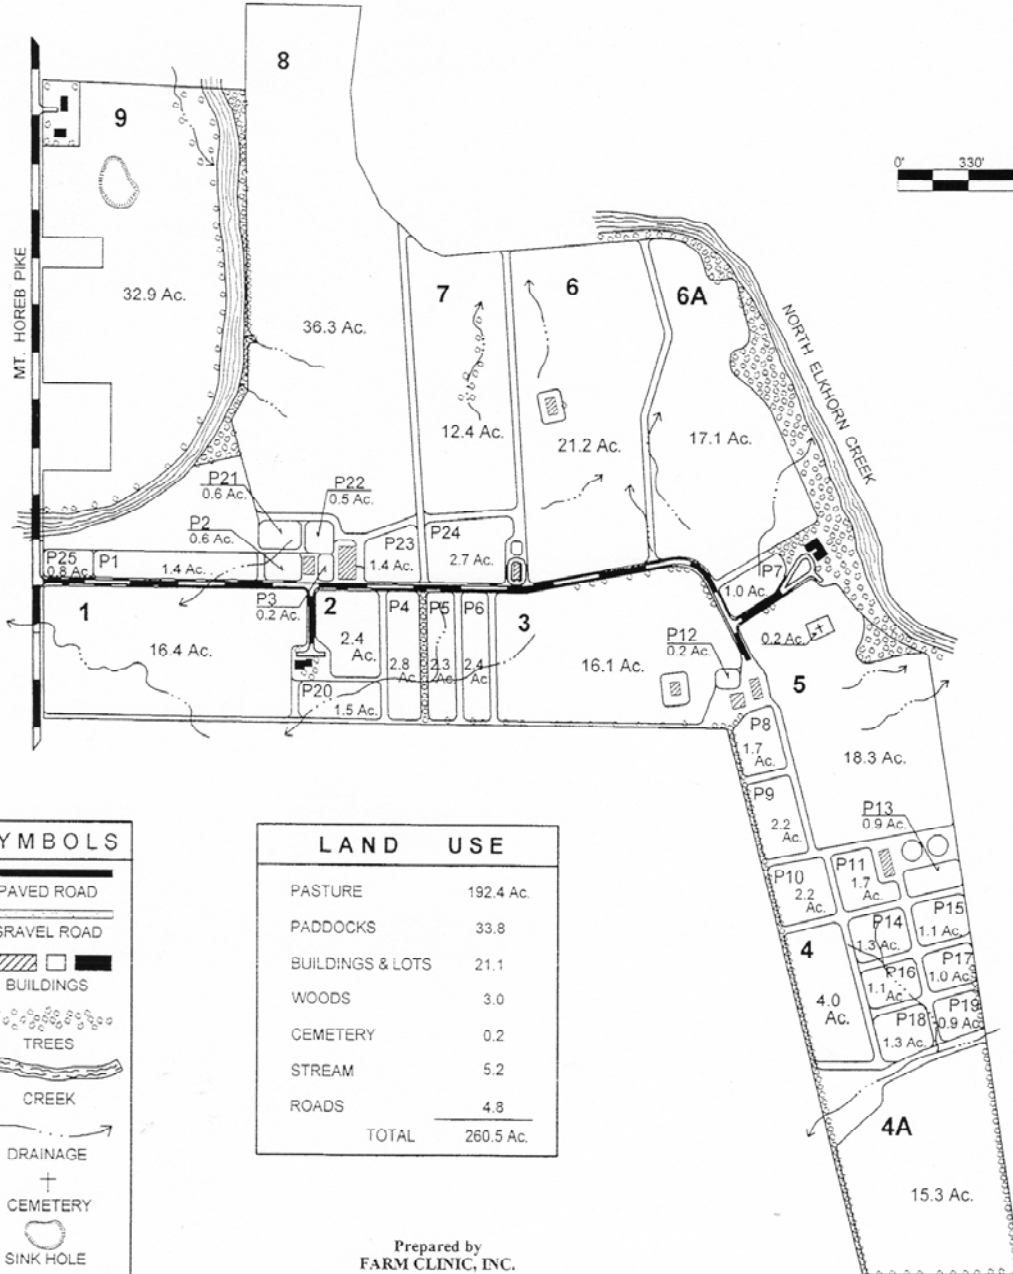 8
9
0' 330'
MT. HOREB PIKE
32.9 Ac.
36.3 Ac.
7
6
6A
NORTH ELKHORN CREEK
12.4 Ac.
21.2 Ac.
17.1 Ac.
P21
0.6 Ac.
P22
0.5 Ac.
P2
0.6 Ac.
P23
1.4 Ac.
P24
2.7 Ac.
P25
0.8 Ac.
P1
1.4 Ac.
P7
1.0 Ac.
P3
0.2 Ac.
1
16.4 Ac.
2
2.4
Ac.
P4
2.8
Ac.
P5
2.3
Ac
P6
2.4
Ac
3
16.1 Ac.
P12
0.2 Ac.
0.2 Ac.
P20
1.5 Ac.
5
18.3 Ac.
P8
1.7
Ac.
P9
2.2
Ac.
P13
0.9 Ac.
P10
2.2
Ac.
P11
1.7
Ac.
P14
1.3 Ac.
P15
1.1 Ac.
4
4.0
Ac.
P16
1.1
Ac
P17
1.0 Ac
P18
1.3 Ac.
P19
0.9 Ac.
4A
15.3 Ac.
YMBOLS
PAVED ROAD
GRAVEL ROAD
BUILDINGS
TREES
CREEK
DRAINAGE
CEMETERY
SINK HOLE
LAND USE
PASTURE 192.4 Ac.
PADDOCKS 33.8
BUILDINGS & LOTS 21.1
WOODS 3.0
CEMETERY 0.2
STREAM 5.2
ROADS 4.8
TOTAL 260.5 Ac.
Prepared by
FARM CLINIC, INC.